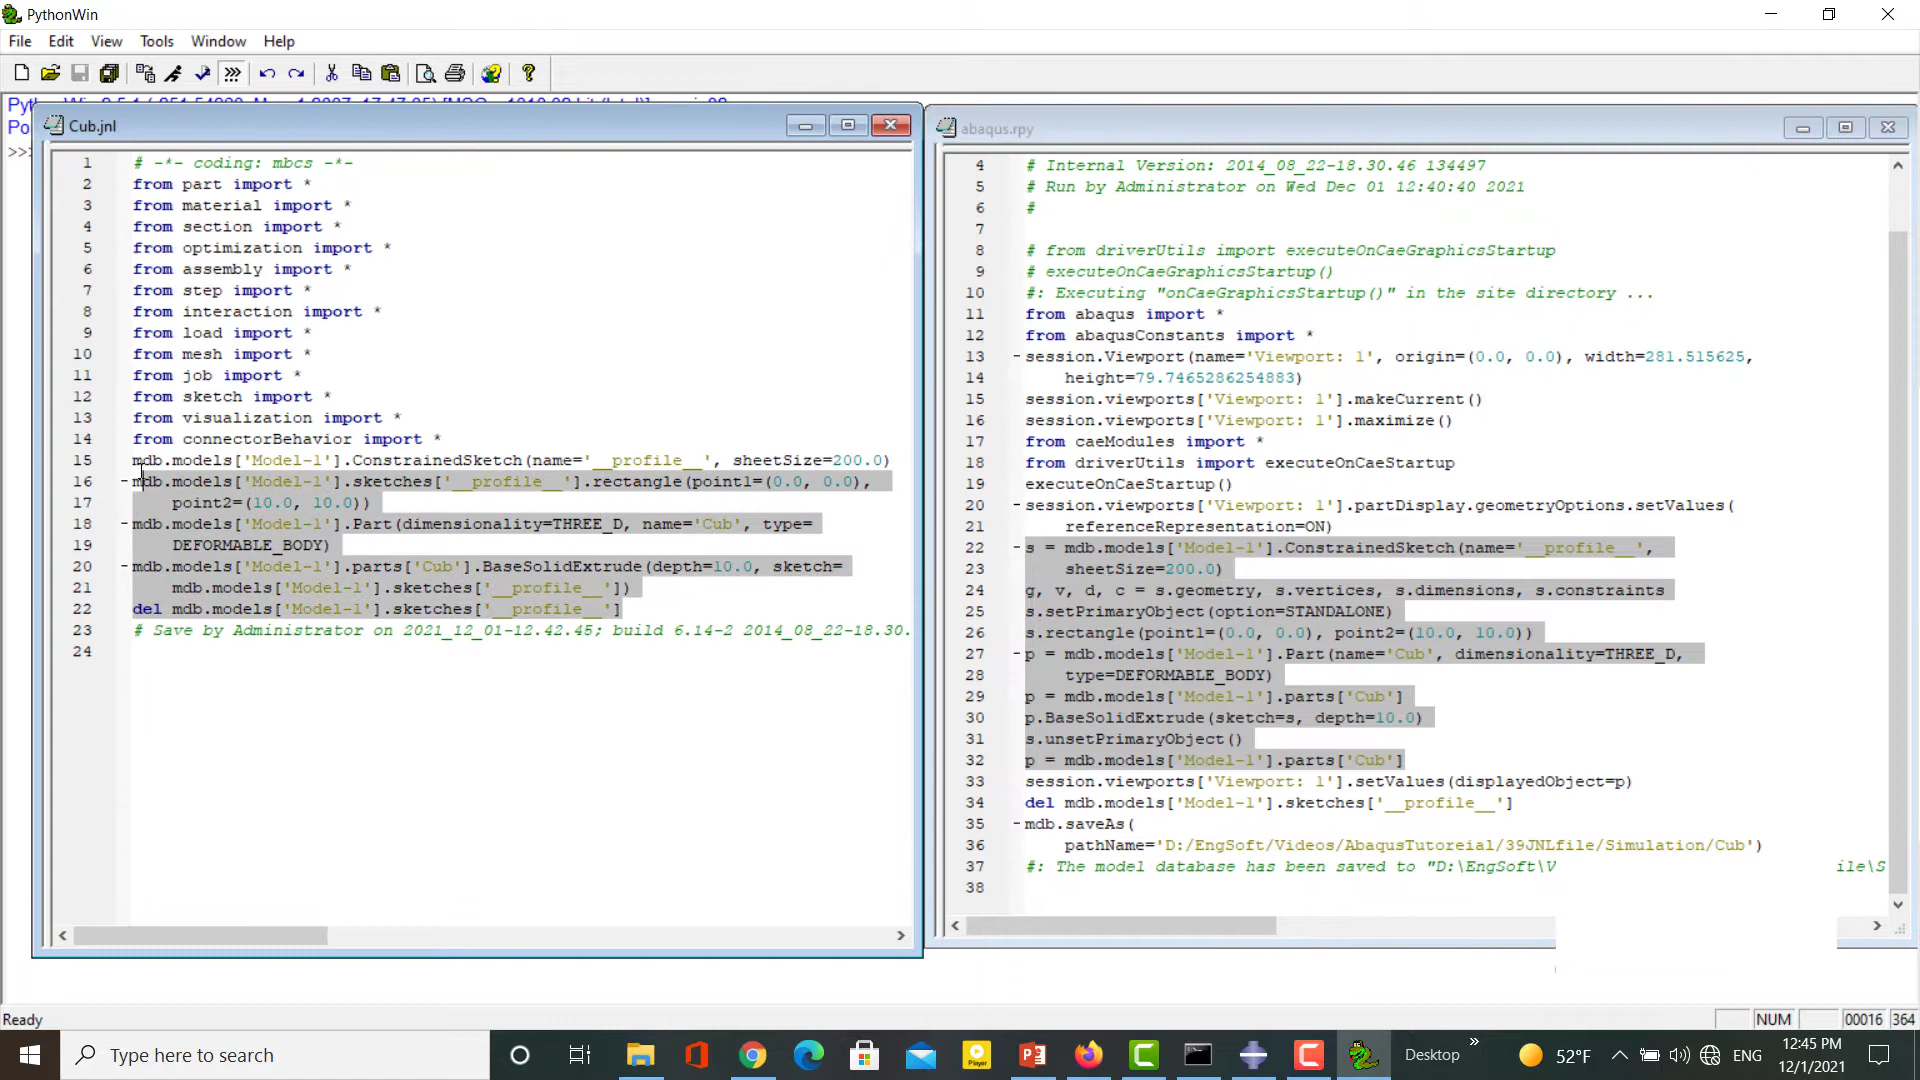 PythonWin
File Edit View Tools Window Help
Cub.jnl
1 # -*- coding: mbcs -*-
2 from part import *
3 from material import *
4 from section import *
5 from optimization import *
6 from assembly import *
7 from step import *
8 from interaction import *
9 from load import *
10 from mesh import *
11 from job import *
12 from sketch import *
13 from visualization import *
14 from connectorBehavior import *
15 mdb.models['Model-1'].ConstrainedSketch(name='__profile__', sheetSize=200.0)
16 mdb.models['Model-1'].sketches['__profile__'].rectangle(point1=(0.0, 0.0),
17 point2=(10.0, 10.0))
18 mdb.models['Model-1'].Part(dimensionality=THREE_D, name='Cub', type=
19 DEFORMABLE_BODY)
20 mdb.models['Model-1'].parts['Cub'].BaseSolidExtrude(depth=10.0, sketch=
21 mdb.models['Model-1'].sketches['__profile__'])
22 del mdb.models['Model-1'].sketches['__profile__']
23 # Save by Administrator on 2021_12_01-12.42.45; build 6.14-2 2014_08_22-18.30.
24
abaqus.rpy
4 # Internal Version: 2014_08_22-18.30.46 134497
5 # Run by Administrator on Wed Dec 01 12:40:40 2021
6 #
7
8 # from driverUtils import executeOnCaeGraphicsStartup
9 # executeOnCaeGraphicsStartup()
10 #: Executing "onCaeGraphicsStartup()" in the site directory ...
11 from abaqus import *
12 from abaqusConstants import *
13 session.Viewport(name='Viewport: 1', origin=(0.0, 0.0), width=281.515625,
14 height=79.7465286254883)
15 session.viewports['Viewport: 1'].makeCurrent()
16 session.viewports['Viewport: 1'].maximize()
17 from caeModules import *
18 from driverUtils import executeOnCaeStartup
19 executeOnCaeStartup()
20 session.viewports['Viewport: 1'].partDisplay.geometryOptions.setValues(
21 referenceRepresentation=ON)
22 s = mdb.models['Model-1'].ConstrainedSketch(name='__profile__',
23 sheetSize=200.0)
24 g, v, d, c = s.geometry, s.vertices, s.dimensions, s.constraints
25 s.setPrimaryObject(option=STANDALONE)
26 s.rectangle(point1=(0.0, 0.0), point2=(10.0, 10.0))
27 p = mdb.models['Model-1'].Part(name='Cub', dimensionality=THREE_D,
28 type=DEFORMABLE_BODY)
29 p = mdb.models['Model-1'].parts['Cub']
30 p.BaseSolidExtrude(sketch=s, depth=10.0)
31 s.unsetPrimaryObject()
32 p = mdb.models['Model-1'].parts['Cub']
33 session.viewports['Viewport: 1'].setValues(displayedObject=p)
34 del mdb.models['Model-1'].sketches['__profile__']
35 mdb.saveAs(
36 pathName='D:/EngSoft/Videos/AbaqusTutoreial/39JNLfile/Simulation/Cub')
37 #: The model database has been saved to "D:\EngSoft\V ile\S
38
Ready
NUM 00016 364
Type here to search
Player
Desktop
52°F
ENG
12:45 PM
12/1/2021